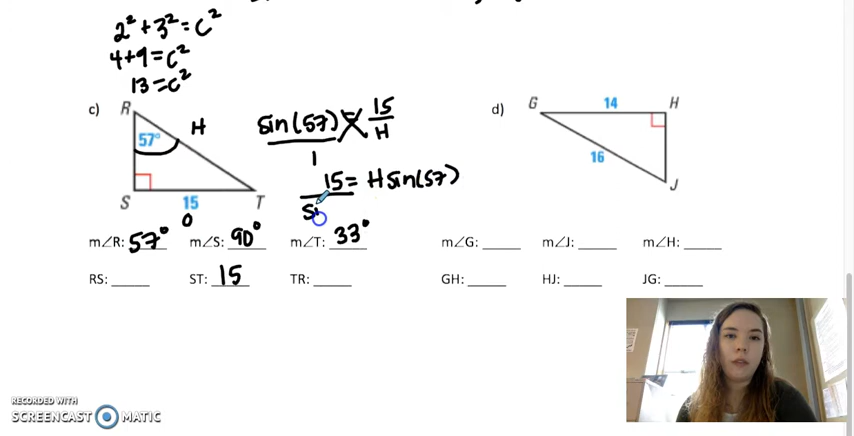 2² + 3² = c²
4 + 9 = c²
13 = c²
c) R H sin(57) = 15 d) G 14 H
57° 1 H
16
15 = H sin(57)
S 15 T J
O
m∠R: 57° m∠S: 90° m∠T: 33° m∠G: ______ m∠J: ______ m∠H: ______
RS: ______ ST: 15 TR: ______ GH: ______ HJ: ______ JG: ______
RECORDED WITH
SCREENCAST MATIC